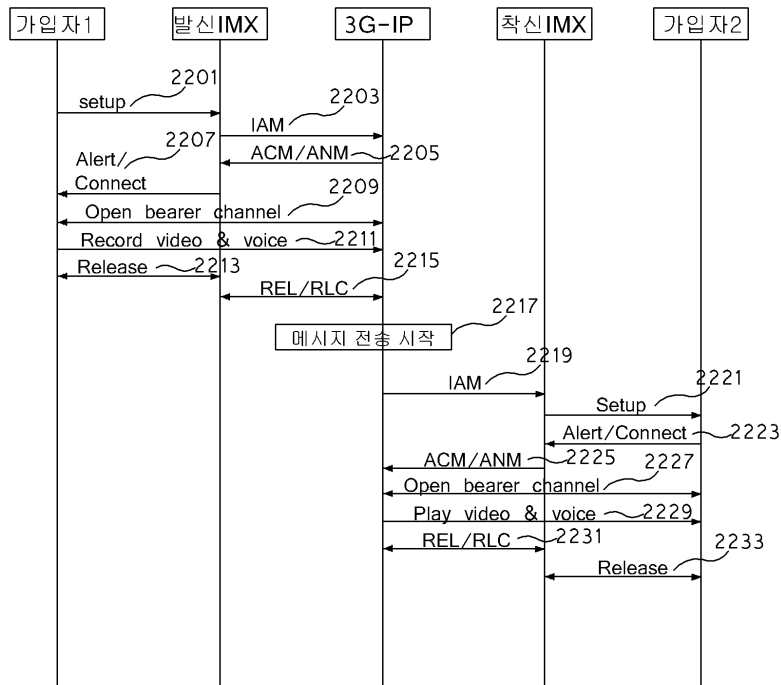 가입자1
발신IMX
3G-IP
착신IMX
가입자2
2201
setup
2203
IAM
2207
Alert/
ACM/ANM
2205
Connect
2209
Open bearer channel
Record video & voice
2211
Release
2213
2215
REL/RLC
2217
메시지 전송 시작
2219
IAM
2221
Setup
Alert/Connect
2223
ACM/ANM
2225
2227
Open bearer channel
Play video & voice
2229
REL/RLC
2231
2233
Release